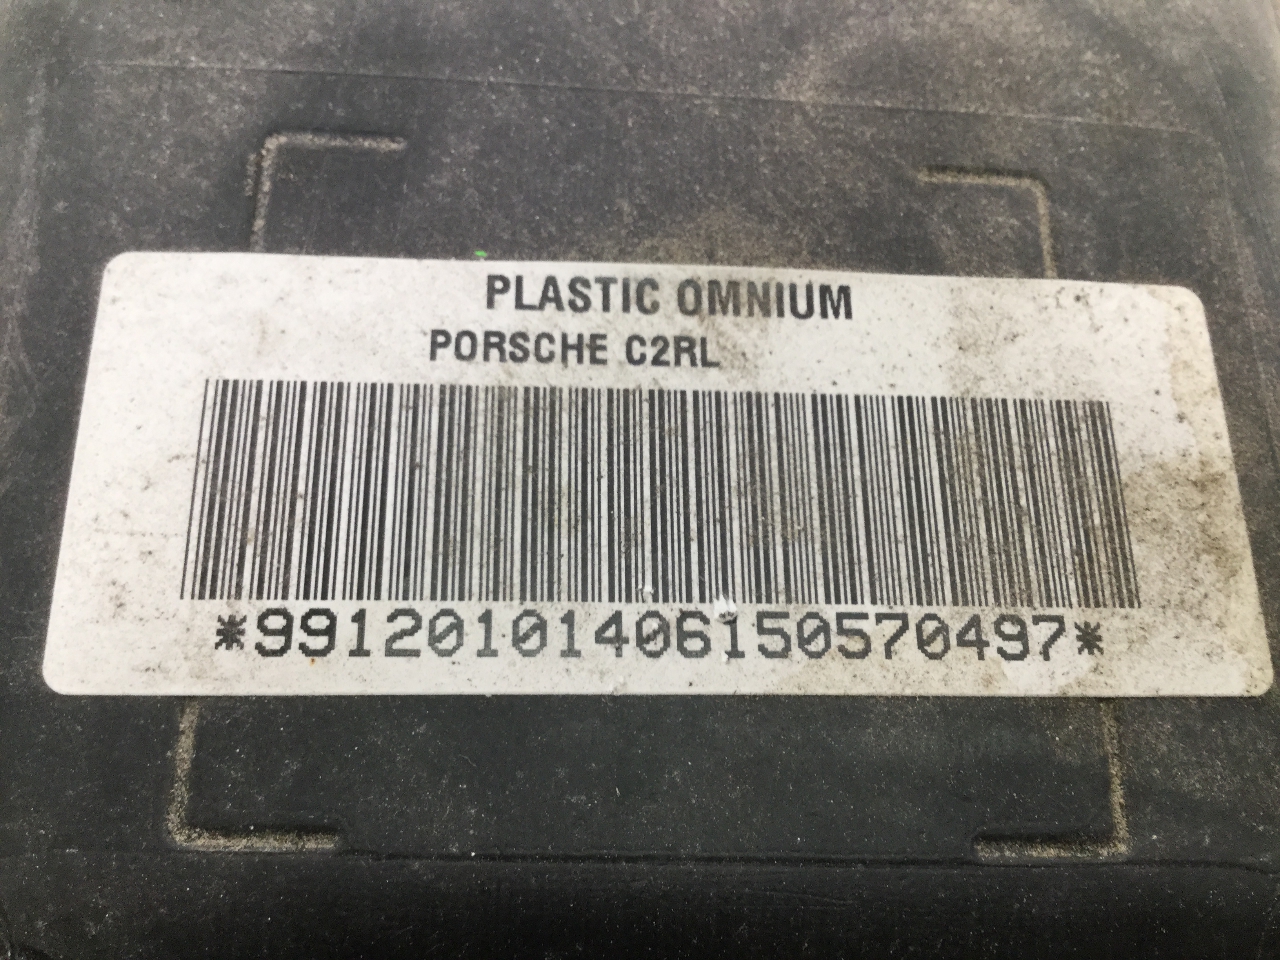 PLASTIC OMNIUM
PORSCHE C2RL
*99120101406150570497*